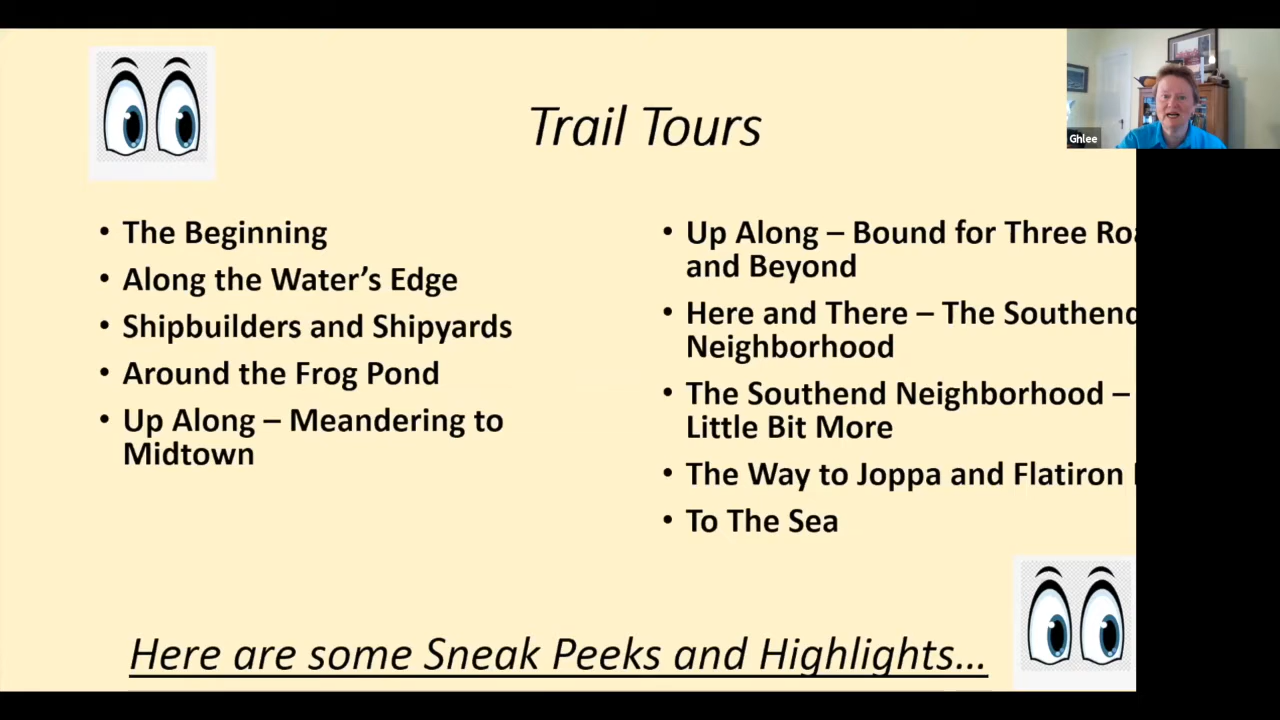 Trail Tours
Ghlee
• The Beginning
• Along the Water's Edge
• Shipbuilders and Shipyards
• Around the Frog Pond
• Up Along – Meandering to
Midtown
• Up Along – Bound for Three
and Beyond
• Here and There – The Southend
Neighborhood
• The Southend Neighborhood –
Little Bit More
• The Way to Joppa and Flatiron
• To The Sea
Here are some Sneak Peeks and Highlights...